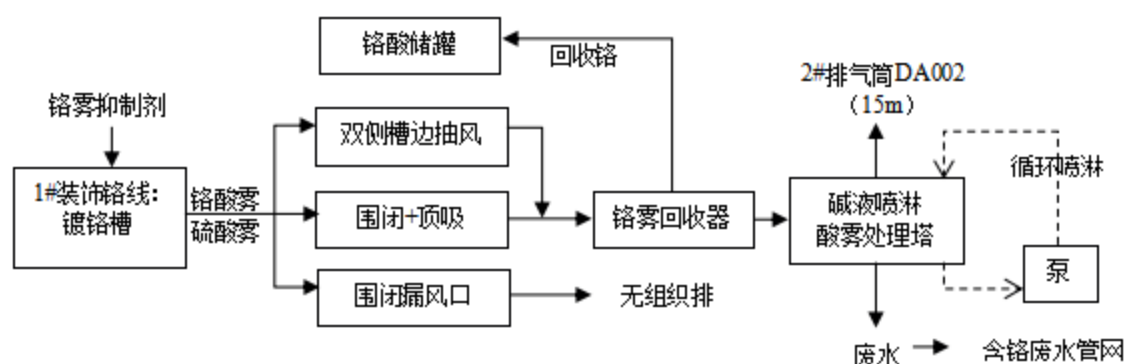 铬酸储罐
回收铬
2#排气筒DA002
（15m）
铬雾抑制剂
双侧槽边抽风
循环喷淋
1#装饰铬线：
镀铬槽
铬酸雾
硫酸雾
围闭+顶吸
铬雾回收器
碱液喷淋
酸雾处理塔
泵
围闭漏风口
无组织排
废水
含铬废水管网